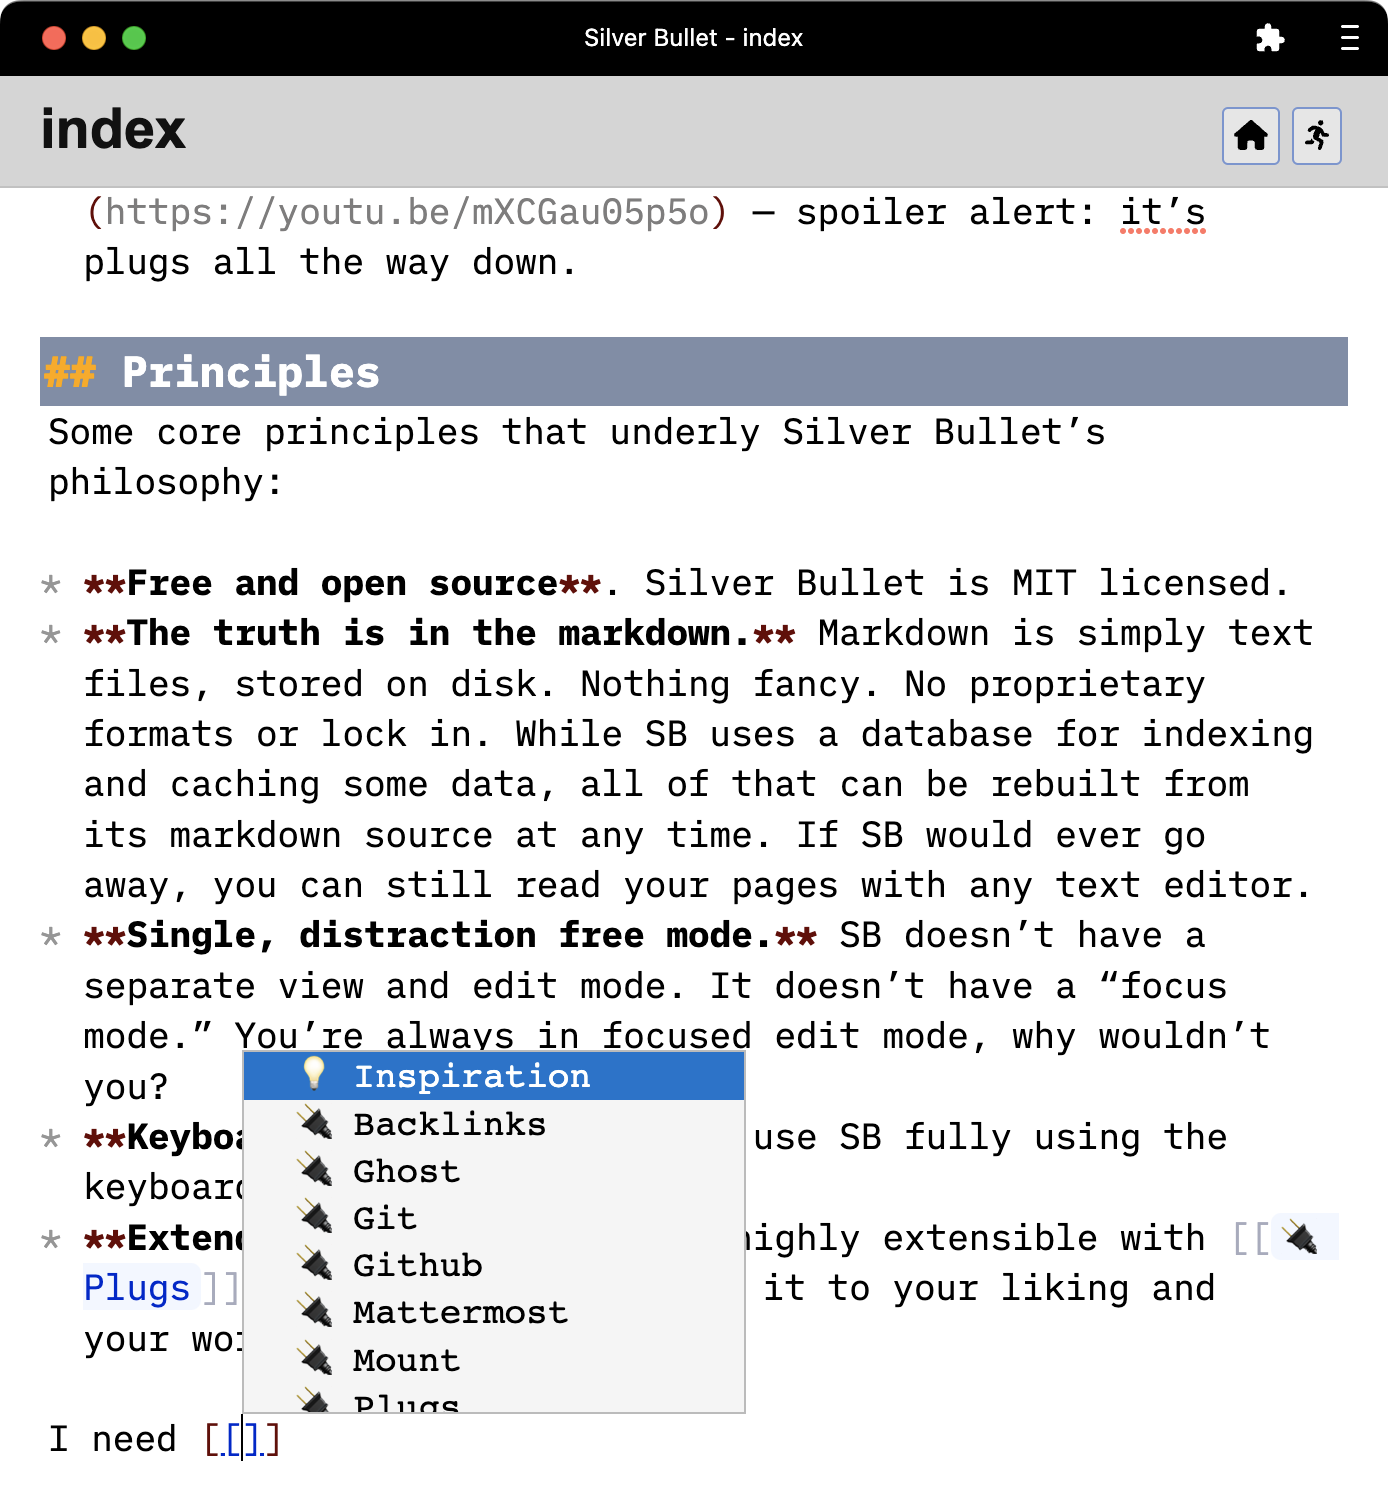 Silver Bullet - index
index
(https://youtu.be/mXCGau05p5o) — spoiler alert: it’s
plugs all the way down.
## Principles
Some core principles that underly Silver Bullet’s
philosophy:
* **Free and open source**. Silver Bullet is MIT licensed.
* **The truth is in the markdown.** Markdown is simply text
files, stored on disk. Nothing fancy. No proprietary
formats or lock in. While SB uses a database for indexing
and caching some data, all of that can be rebuilt from
its markdown source at any time. If SB would ever go
away, you can still read your pages with any text editor.
* **Single, distraction free mode.** SB doesn’t have a
separate view and edit mode. It doesn’t have a “focus
mode.” You’re always in focused edit mode, why wouldn’t
you?
* **Keyboa use SB fully using the
keyboard
* **Extend highly extensible with [[🔌
Plugs]] it to your liking and
your wor
💡 Inspiration
🔌 Backlinks
🔌 Ghost
🔌 Git
🔌 Github
🔌 Mattermost
🔌 Mount
🔌 Plugs
I need [[]]